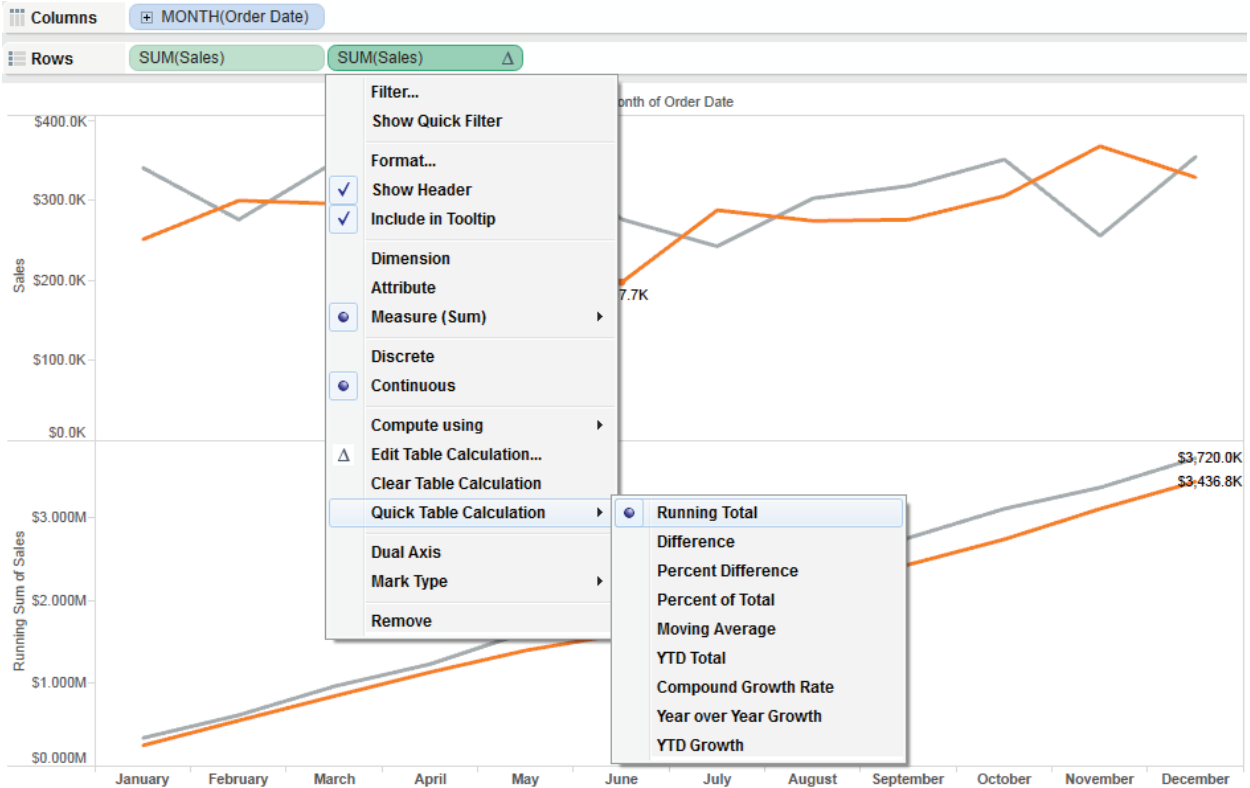 Columns
MONTH(Order Date)
Rows
SUM(Sales)
SUM(Sales) Δ
Filter...
Show Quick Filter
Format...
Show Header
Include in Tooltip
Dimension
Attribute
Measure (Sum)
Discrete
Continuous
Compute using
Δ Edit Table Calculation...
Clear Table Calculation
Quick Table Calculation
Dual Axis
Mark Type
Remove
Running Total
Difference
Percent Difference
Percent of Total
Moving Average
YTD Total
Compound Growth Rate
Year over Year Growth
YTD Growth
onth of Order Date
Sales
$400.0K
$300.0K
$200.0K
$100.0K
$0.0K
7.7K
Running Sum of Sales
$3.000M
$2.000M
$1.000M
$0.000M
$3,720.0K
$3,436.8K
January February March April May June July August September October November December